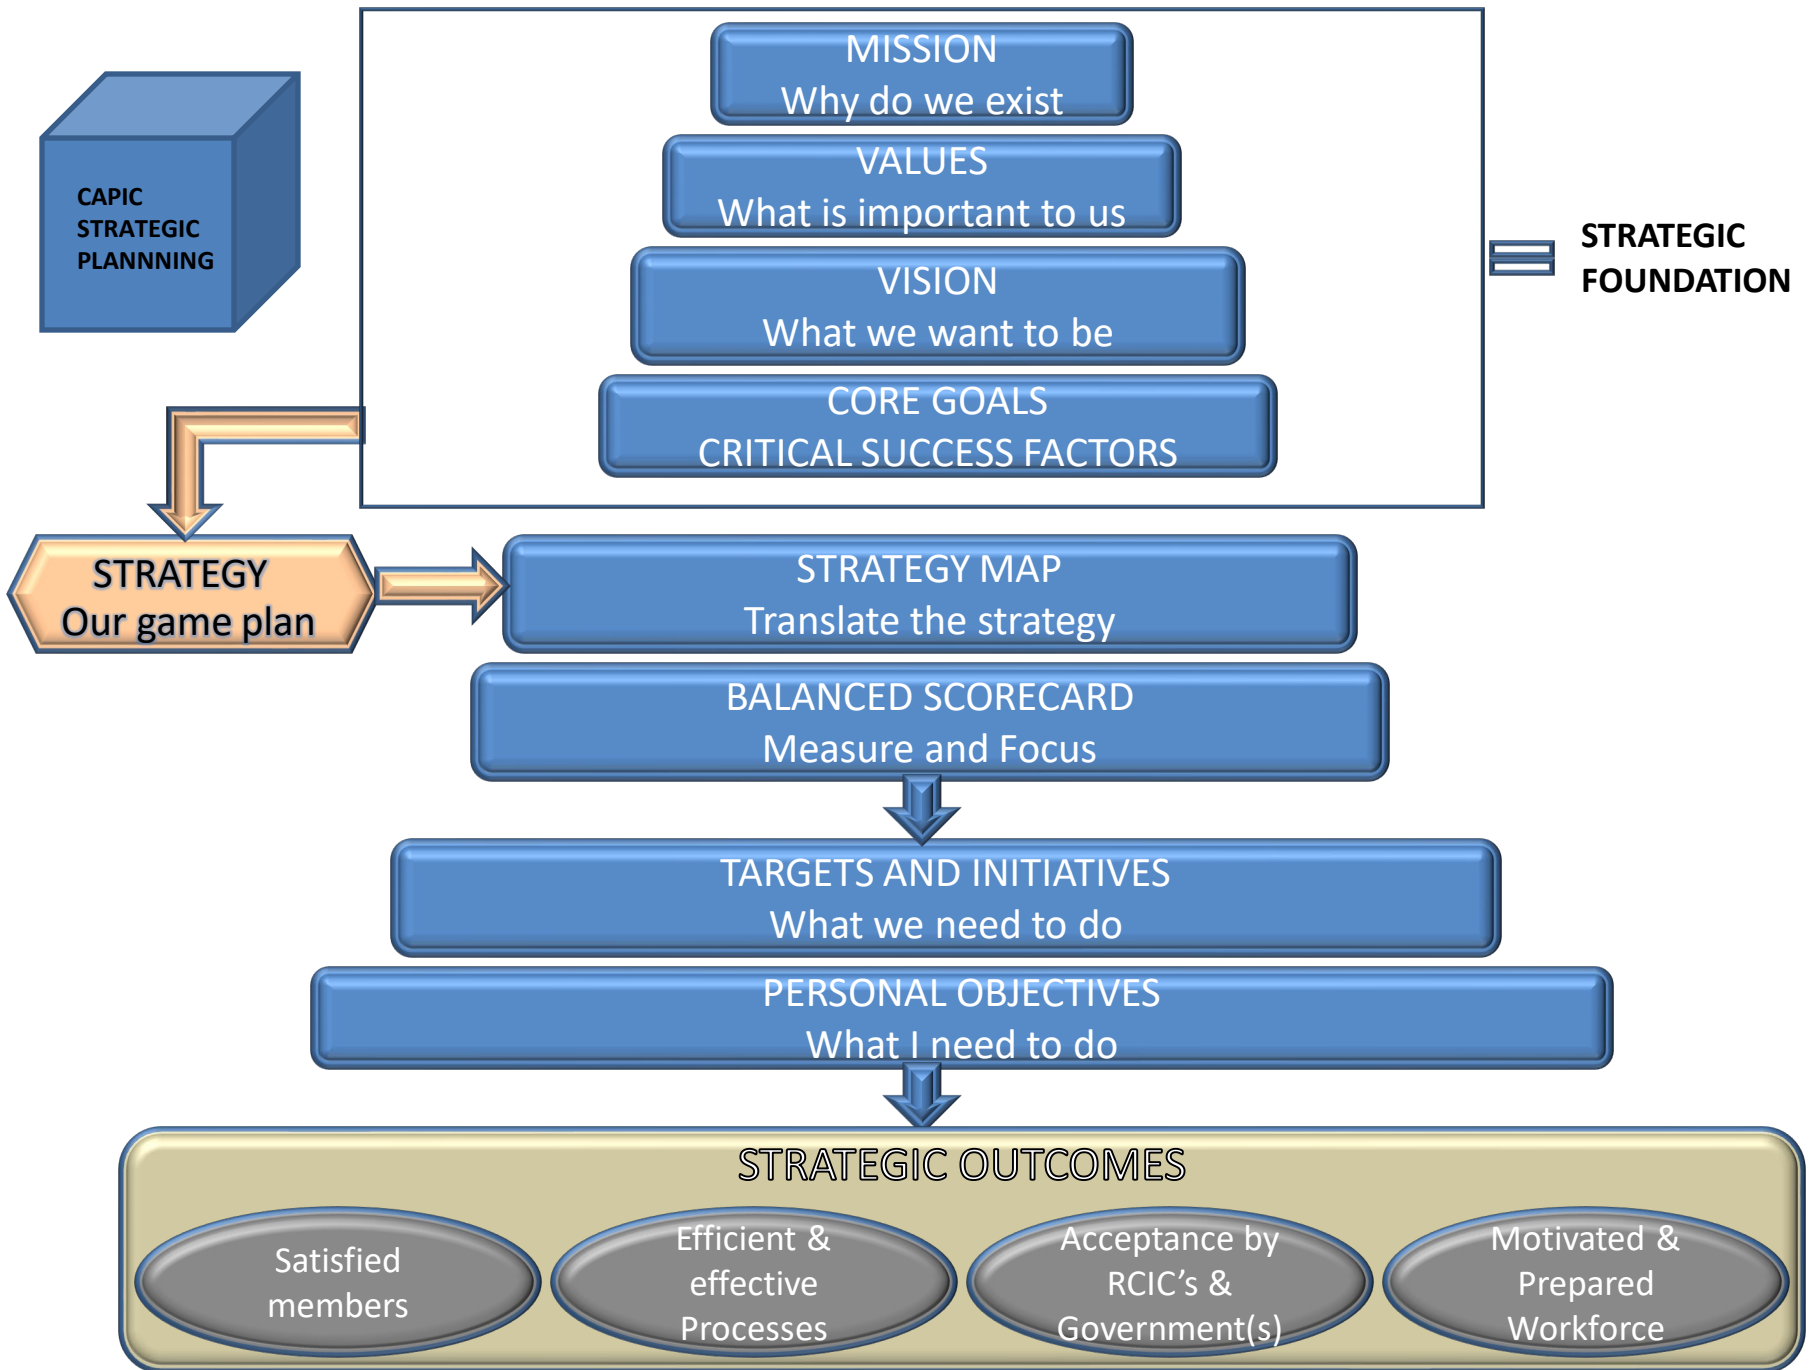 MISSION
Why do we exist
VALUES
What is important to us
VISION
What we want to be
CORE GOALS
CRITICAL SUCCESS FACTORS
CAPIC
STRATEGIC
PLANNNING
STRATEGIC
FOUNDATION
STRATEGY
Our game plan
STRATEGY MAP
Translate the strategy
BALANCED SCORECARD
Measure and Focus
TARGETS AND INITIATIVES
What we need to do
PERSONAL OBJECTIVES
What I need to do
STRATEGIC OUTCOMES
Satisfied
members
Efficient &
effective
Processes
Acceptance by
RCIC’s &
Government(s)
Motivated &
Prepared
Workforce